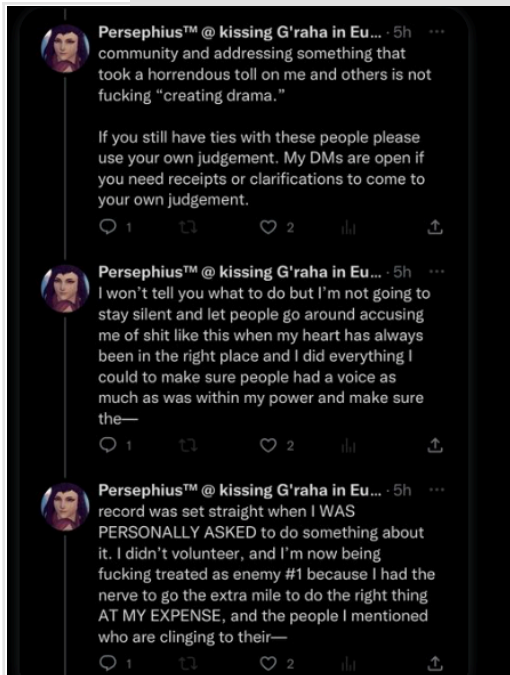 Persephius™ @ kissing G'raha in Eu... · 5h
community and addressing something that
took a horrendous toll on me and others is not
fucking “creating drama.”
If you still have ties with these people please
use your own judgement. My DMs are open if
you need receipts or clarifications to come to
your own judgement.
1 2
Persephius™ @ kissing G'raha in Eu... · 5h
I won’t tell you what to do but I’m not going to
stay silent and let people go around accusing
me of shit like this when my heart has always
been in the right place and I did everything I
could to make sure people had a voice as
much as was within my power and make sure
the—
1 2
Persephius™ @ kissing G'raha in Eu... · 5h
record was set straight when I WAS
PERSONALLY ASKED to do something about
it. I didn’t volunteer, and I’m now being
fucking treated as enemy #1 because I had the
nerve to go the extra mile to do the right thing
AT MY EXPENSE, and the people I mentioned
who are clinging to their—
1 2